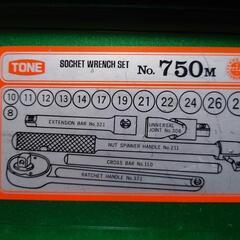 TONE
SOCKET WRENCH SET
No. 750M
10 11 12 13 14 17 19 21 22 24 26
8
EXTENSION BAR No.321
UNIVERSAL
JOINT No.308
NUT SPINNER HANDLE No.211
CROSS BAR No.110
RATCHET HANDLE No.371